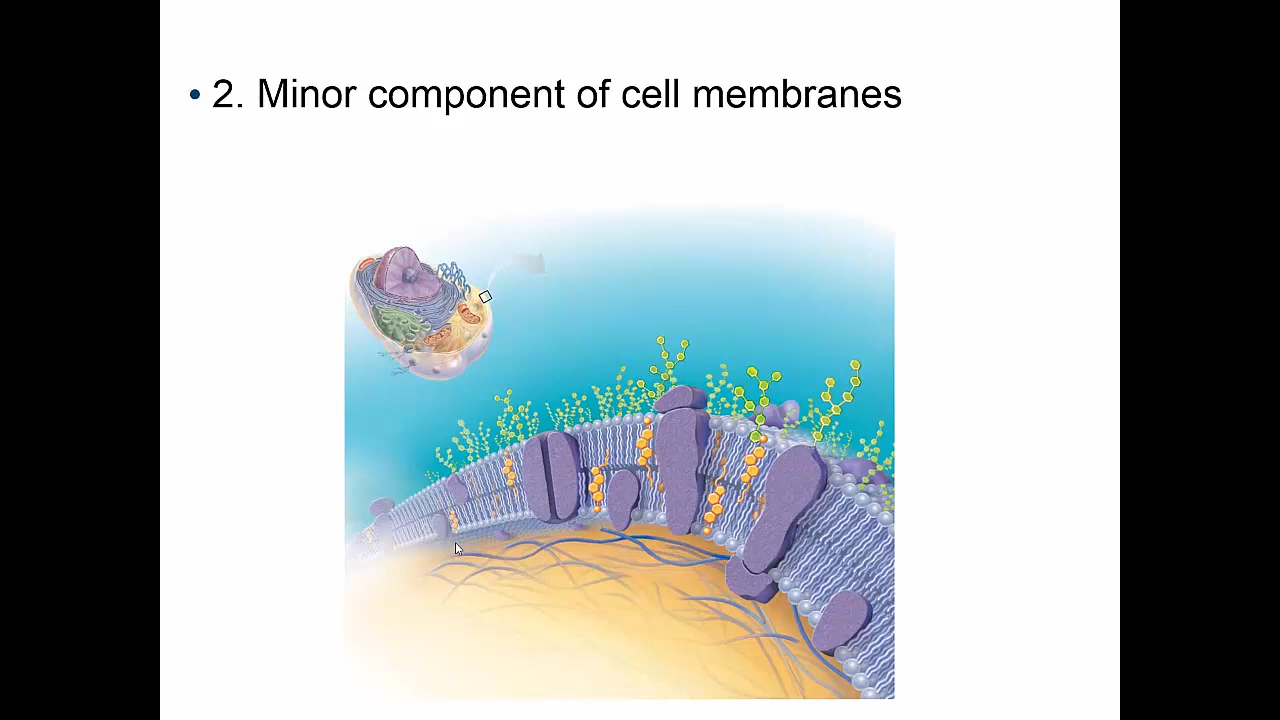 • 2. Minor component of cell membranes